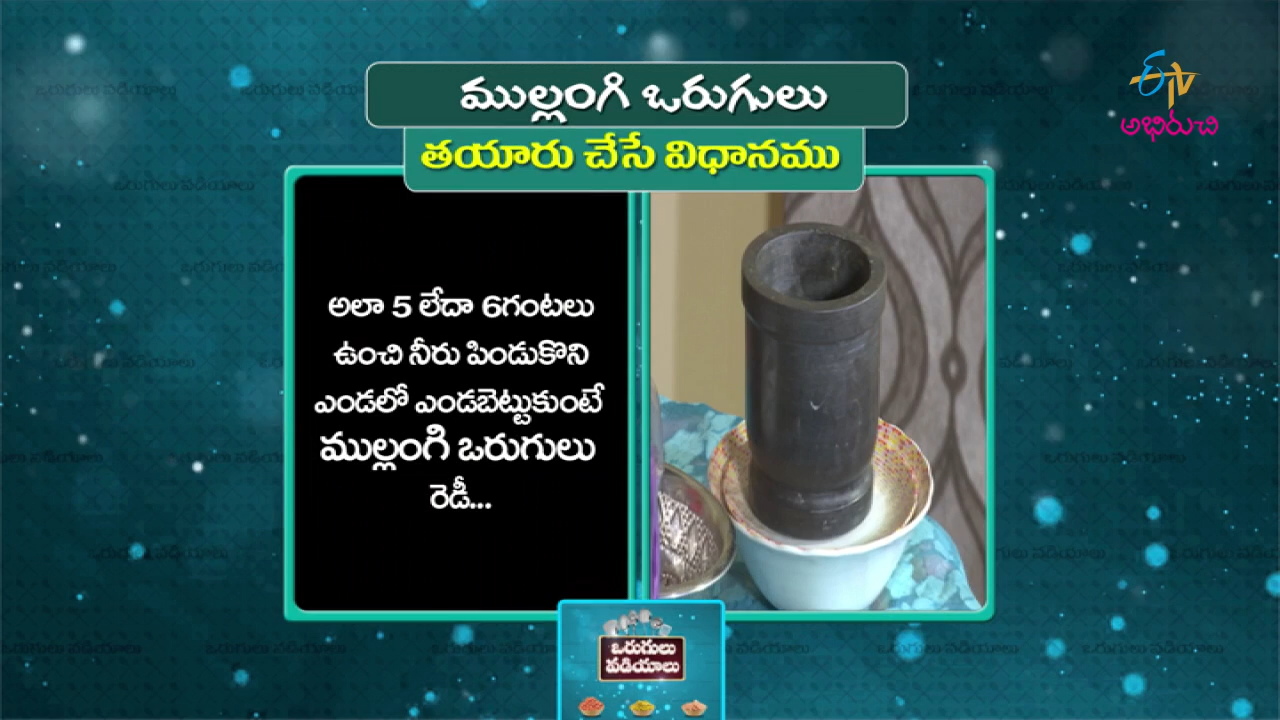 ముల్లంగి ఒరుగులు
తయారు చేసే విధానము
ETV
అభిరుచి
అలా 5 లేదా 6గంటలు
ఉంచి నీరు పిండుకొని
ఎండలో ఎండబెట్టుకుంటే
ముల్లంగి ఒరుగులు
రెడీ...
ఒరుగులు
వడియాలు